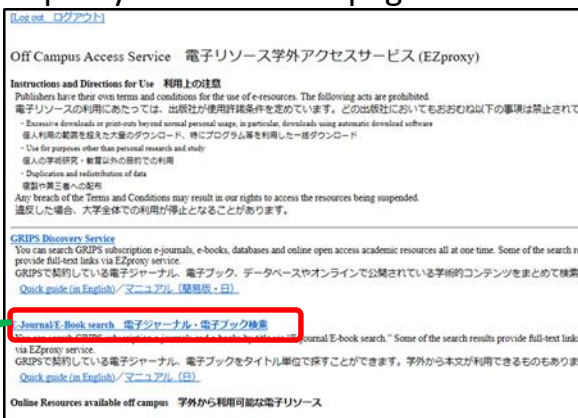 [Log out ログアウト]
Off Campus Access Service 電子リソース学外アクセスサービス (EZproxy)
Instructions and Directions for Use 利用上の注意
Publishers have their own terms and conditions for the use of e-resources. The following acts are prohibited.
電子リソースの利用にあたっては、出版社が使用許諾条件を定めています。どの出版社においてもおおむね以下の事項は禁止されて
- Excessive downloads or print-outs beyond normal personal usage, in particular, downloads using automatic download software
個人利用の範囲を超えた大量のダウンロード、特にプログラム等を利用した一括ダウンロード
- Use for purposes other than personal research and study
個人の学術研究・教育以外の目的での利用
- Duplication and redistribution of data
複製や第三者への配布
Any breach of the Terms and Conditions may result in our rights to access the resources being suspended.
違反した場合、大学全体での利用が停止となることがあります。
GRIPS Discovery Service
You can search GRIPS subscription e-journals, e-books, databases and online open access academic resources all at one time. Some of the search
provide full-text links via EZproxy service.
GRIPSで契約している電子ジャーナル、電子ブック、データベースやオンラインで公開されている学術的コンテンツをまとめて検索
Quick guide (in English)／マニュアル（簡易版・日）
-Journal/E-Book search 電子ジャーナル・電子ブック検索
You can search GRIPS subscription e-journals and e-books by title via "E-Journal/E-book search." Some of the search results provide full-text links
via EZproxy service.
GRIPSで契約している電子ジャーナル、電子ブックをタイトル単位で探すことができます。学外から本文が利用できるものもありま
Quick guide (in English)／マニュアル（日）
Online Resources available off campus 学外から利用可能な電子リソース